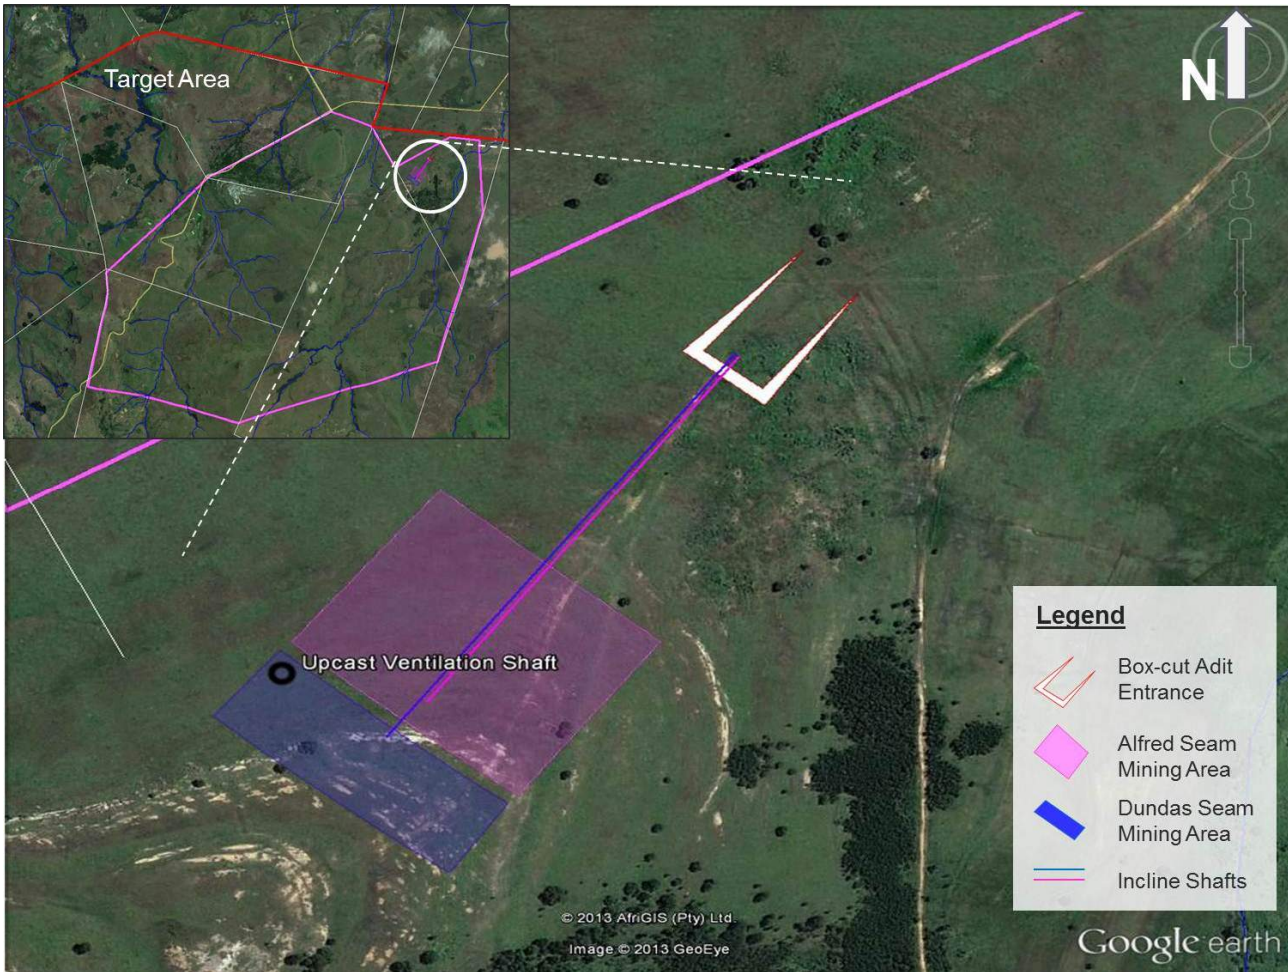 Target Area
N
Upcast Ventilation Shaft
Legend
Box-cut Adit
Entrance
Alfred Seam
Mining Area
Dundas Seam
Mining Area
Incline Shafts
© 2013 AfriGIS (Pty) Ltd.
Image © 2013 GeoEye
Google earth